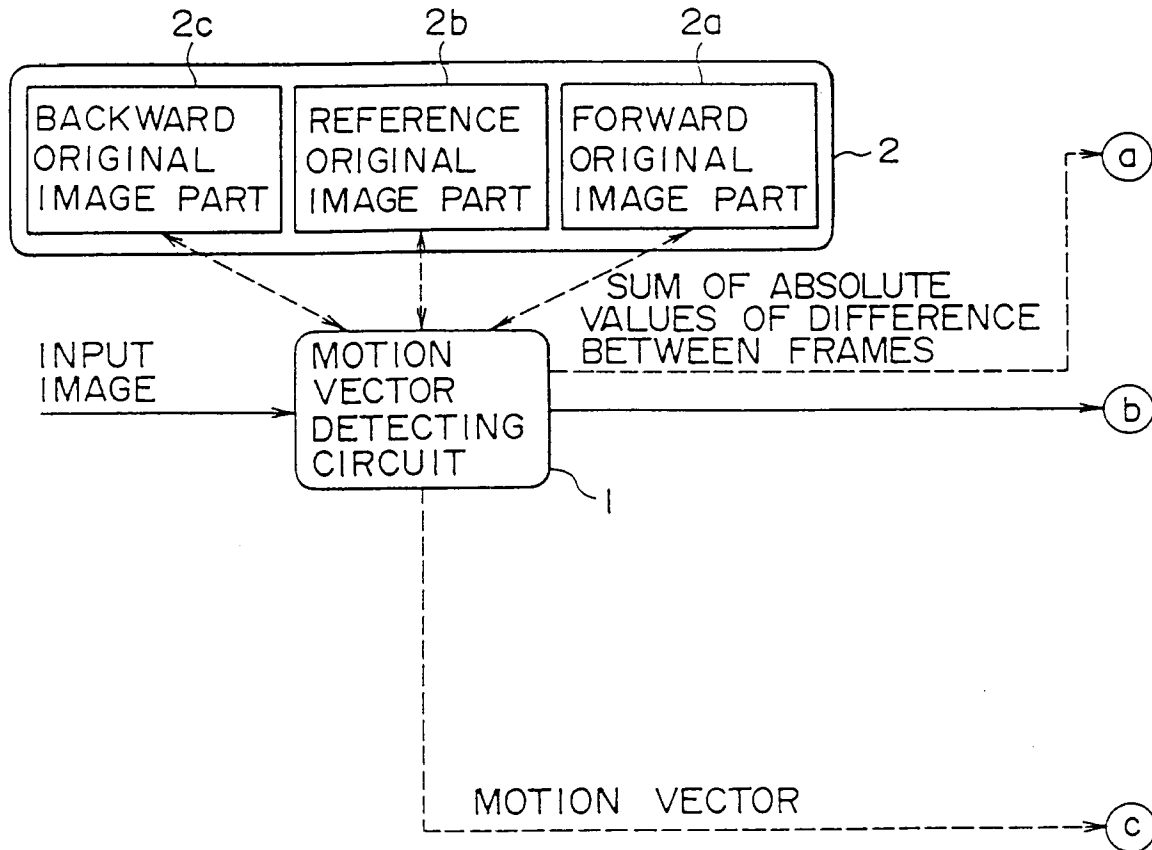 2c 2b 2a
BACKWARD
ORIGINAL
IMAGE PART
REFERENCE
ORIGINAL
IMAGE PART
FORWARD
ORIGINAL
IMAGE PART
2
a
SUM OF ABSOLUTE
VALUES OF DIFFERENCE
BETWEEN FRAMES
INPUT
IMAGE
MOTION
VECTOR
DETECTING
CIRCUIT
b
1
MOTION VECTOR
c